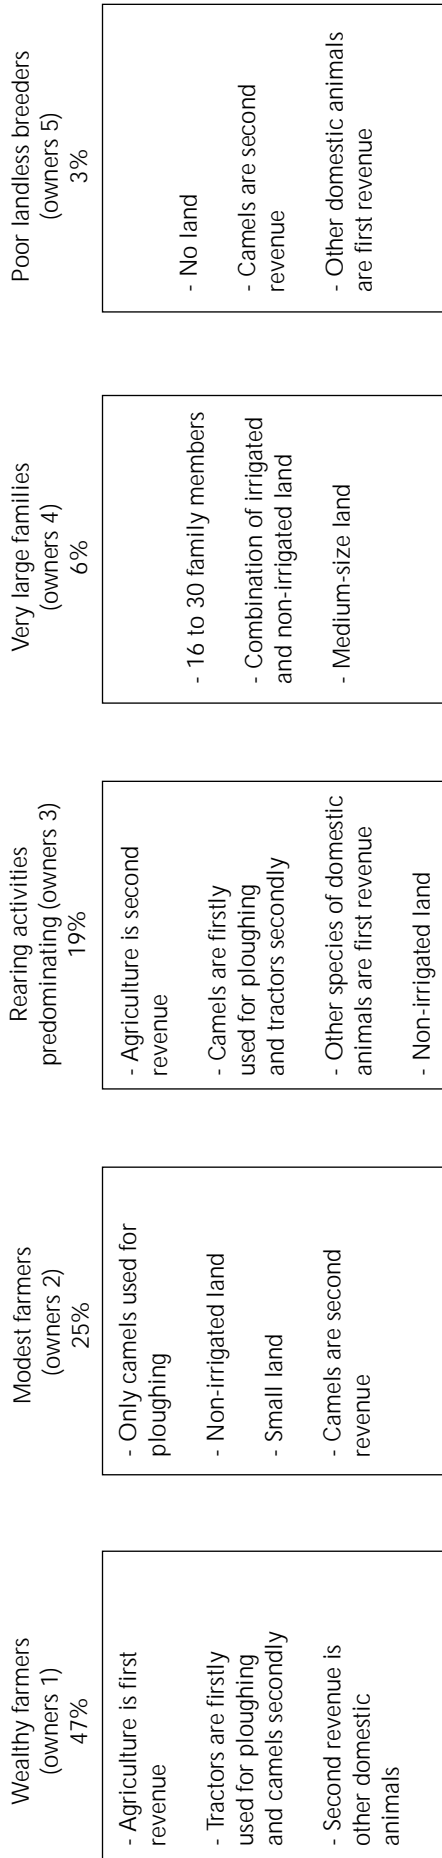 Wealthy farmers
(owners 1)
47%
- Agriculture is first
revenue
- Tractors are firstly
used for ploughing
and camels secondly
- Second revenue is
other domestic
animals
Modest farmers
(owners 2)
25%
- Only camels used for
ploughing
- Non-irrigated land
- Small land
- Camels are second
revenue
Rearing activities
predominating (owners 3)
19%
- Agriculture is second
revenue
- Camels are firstly
used for ploughing
and tractors secondly
- Other species of domestic
animals are first revenue
- Non-irrigated land
Very large families
(owners 4)
6%
- 16 to 30 family members
- Combination of irrigated
and non-irrigated land
- Medium-size land
Poor landless breeders
(owners 5)
3%
- No land
- Camels are second
revenue
- Other domestic animals
are first revenue